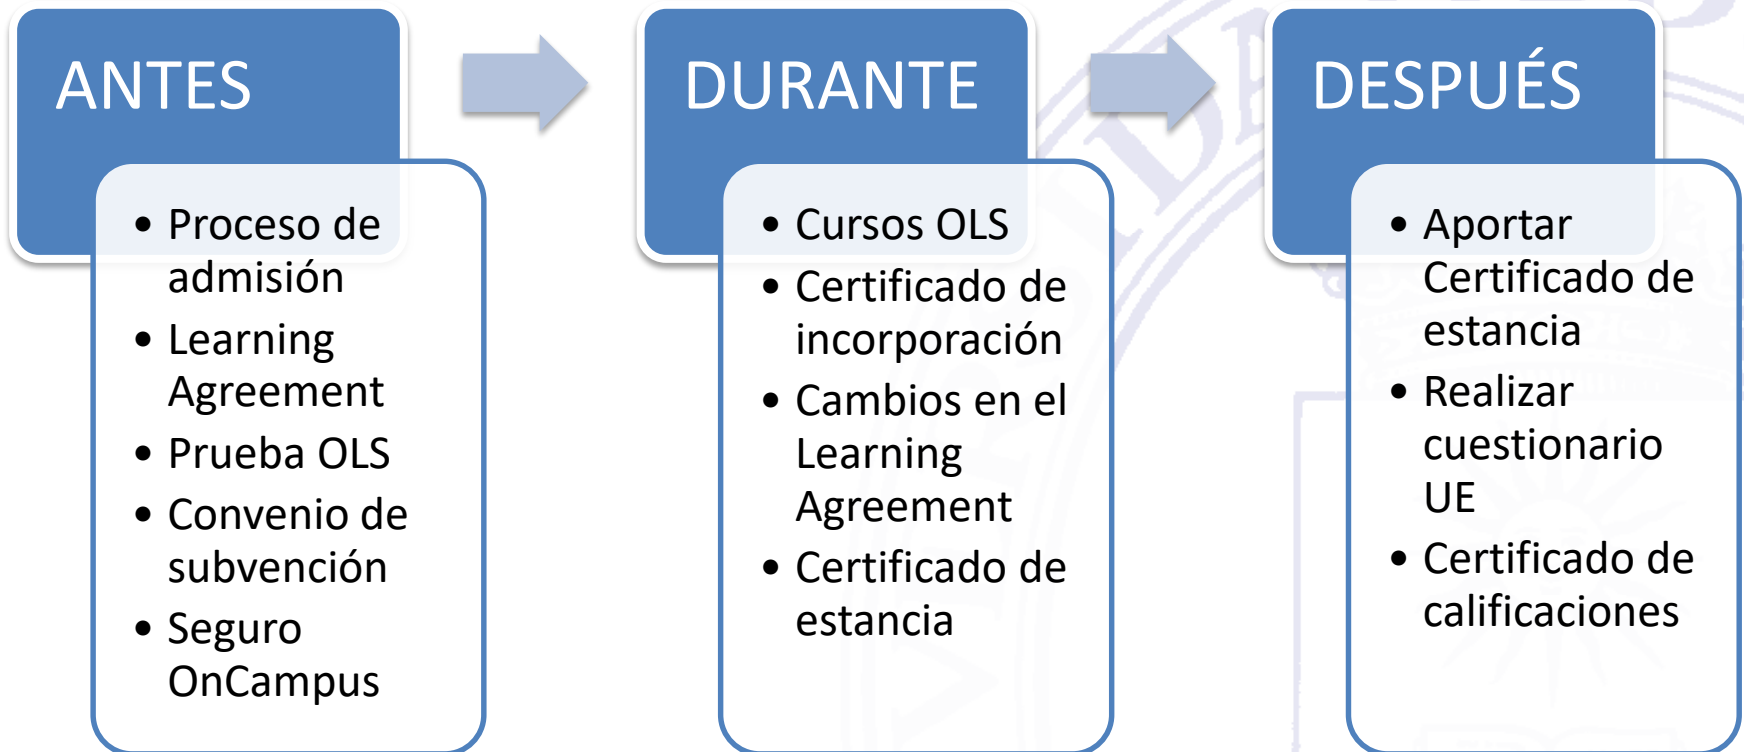 ANTES
• Proceso de
admisión
• Learning
Agreement
• Prueba OLS
• Convenio de
subvención
• Seguro
OnCampus
DURANTE
• Cursos OLS
• Certificado de
incorporación
• Cambios en el
Learning
Agreement
• Certificado de
estancia
DESPUÉS
• Aportar
Certificado de
estancia
• Realizar
cuestionario
UE
• Certificado de
calificaciones